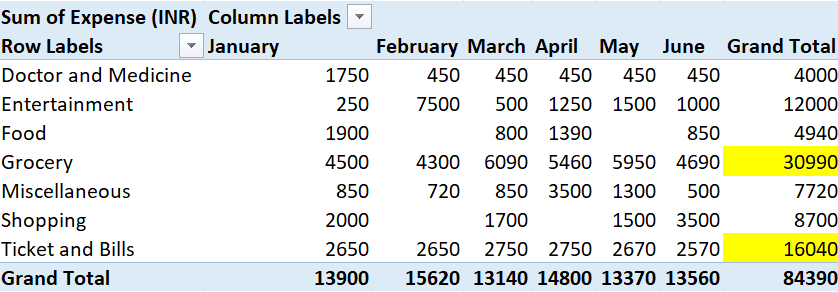 Sum of Expense (INR) Column Labels
Row Labels January February March April May June Grand Total
Doctor and Medicine 1750 450 450 450 450 450 4000
Entertainment 250 7500 500 1250 1500 1000 12000
Food 1900 800 1390 850 4940
Grocery 4500 4300 6090 5460 5950 4690 30990
Miscellaneous 850 720 850 3500 1300 500 7720
Shopping 2000 1700 1500 3500 8700
Ticket and Bills 2650 2650 2750 2750 2670 2570 16040
Grand Total 13900 15620 13140 14800 13370 13560 84390